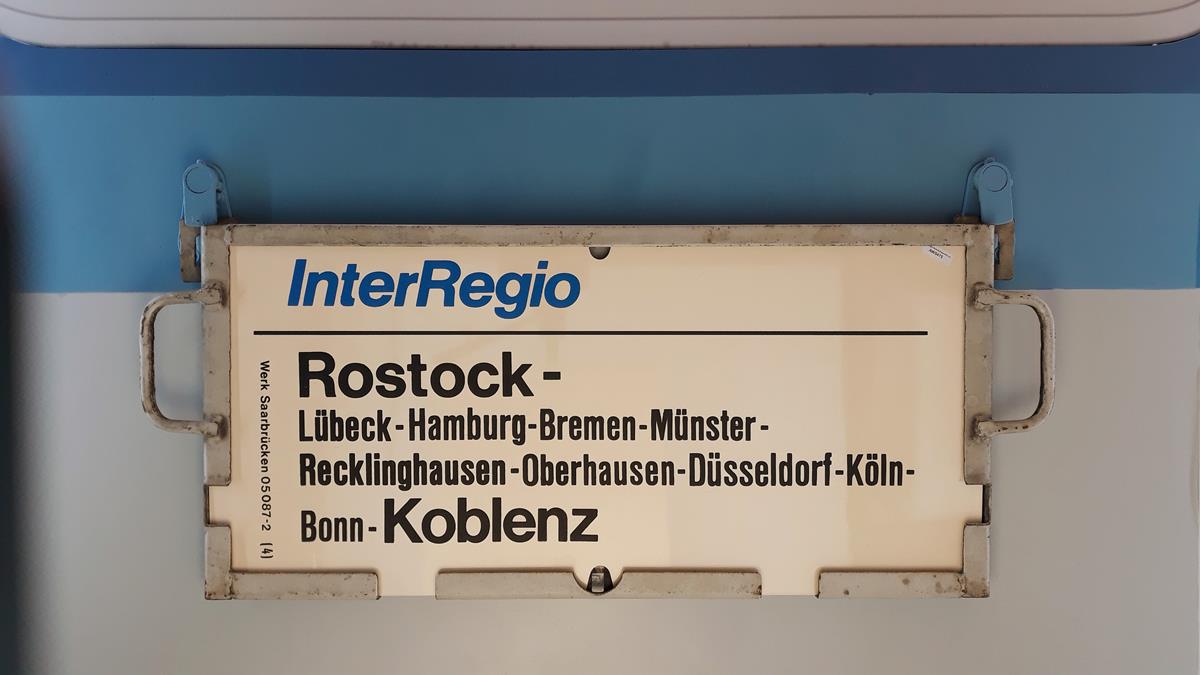 InterRegio
Rostock-
Lübeck-Hamburg-Bremen-Münster-
Recklinghausen-Oberhausen-Düsseldorf-Köln-
Bonn-Koblenz
Werk Saarbrücken 05087-2 (4)